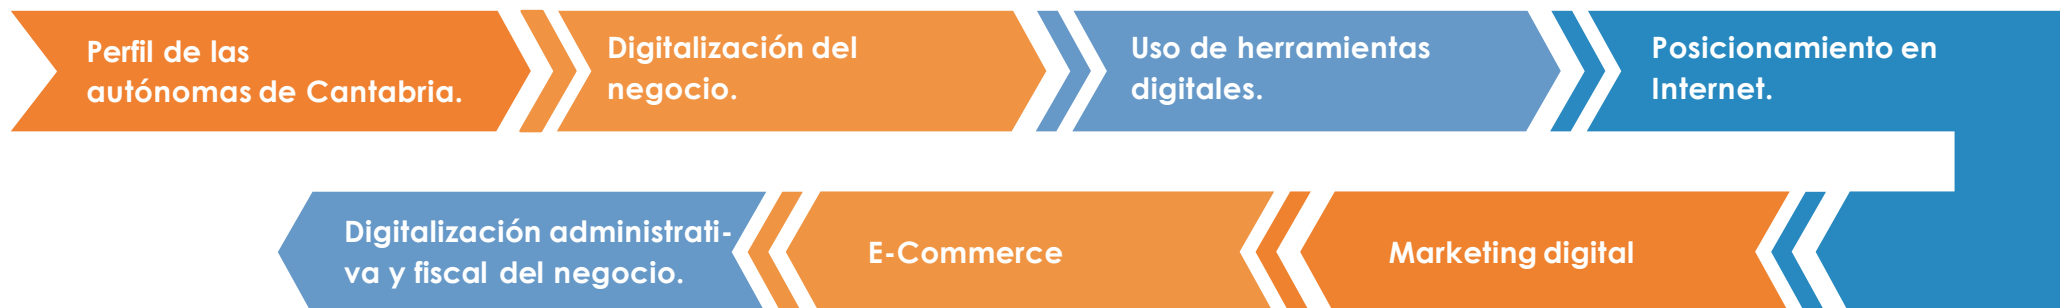 Perfil de las
autónomas de Cantabria.
Digitalización del
negocio.
Uso de herramientas
digitales.
Posicionamiento en
Internet.
Marketing digital
E-Commerce
Digitalización administrati-
va y fiscal del negocio.